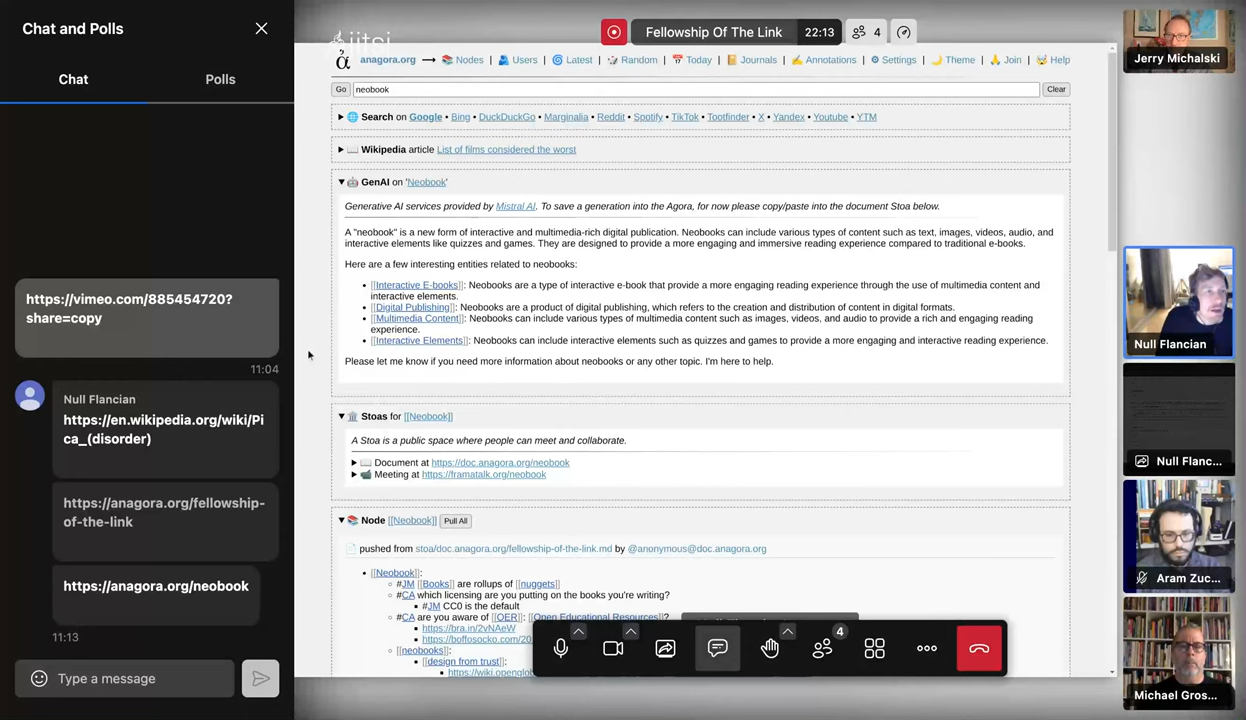 Chat and Polls
Chat
Polls
https://vimeo.com/885454720?
share=copy
11:04
Null Flancian
https://en.wikipedia.org/wiki/Pi
ca_(disorder)
https://anagora.org/fellowship-
of-the-link
https://anagora.org/neobook
11:13
Type a message
jitsi
Fellowship Of The Link
22:13
4
anagora.org → Nodes | Users | Latest | Random | Today | Journals | Annotations | Settings | Theme | Join | Help
Go
neobook
Clear
Search on Google • Bing • DuckDuckGo • Marginalia • Reddit • Spotify • TikTok • Tootfinder • X • Yandex • Youtube • YTM
Wikipedia article List of films considered the worst
GenAI on 'Neobook'
Generative AI services provided by Mistral AI. To save a generation into the Agora, for now please copy/paste into the document Stoa below.
A "neobook" is a new form of interactive and multimedia-rich digital publication. Neobooks can include various types of content such as text, images, videos, audio, and
interactive elements like quizzes and games. They are designed to provide a more engaging and immersive reading experience compared to traditional e-books.
Here are a few interesting entities related to neobooks:
• [[Interactive E-books]]: Neobooks are a type of interactive e-book that provide a more engaging reading experience through the use of multimedia content and
interactive elements.
• [[Digital Publishing]]: Neobooks are a product of digital publishing, which refers to the creation and distribution of content in digital formats.
• [[Multimedia Content]]: Neobooks can include various types of multimedia content such as images, videos, and audio to provide a rich and engaging reading
experience.
• [[Interactive Elements]]: Neobooks can include interactive elements such as quizzes and games to provide a more engaging and interactive reading experience.
Please let me know if you need more information about neobooks or any other topic. I'm here to help.
Stoas for [[Neobook]]
A Stoa is a public space where people can meet and collaborate.
Document at https://doc.anagora.org/neobook
Meeting at https://framatalk.org/neobook
Node [[Neobook]] Pull All
pushed from stoa/doc.anagora.org/fellowship-of-the-link.md by @anonymous@doc.anagora.org
• [[Neobook]]:
#JM [[Books]] are rollups of [[nuggets]]
#CA which licensing are you putting on the books you're writing?
#JM CC0 is the default
#CA are you aware of [[OER]]: [[Open Educational Resources]]?
https://bra.in/2vNAeW
https://boffosocko.com/20
[[neobooks]]:
[[design from trust]]:
https://wiki.openglob
4
Jerry Michalski
Null Flancian
Null Flanc...
Aram Zuc...
Michael Gros...